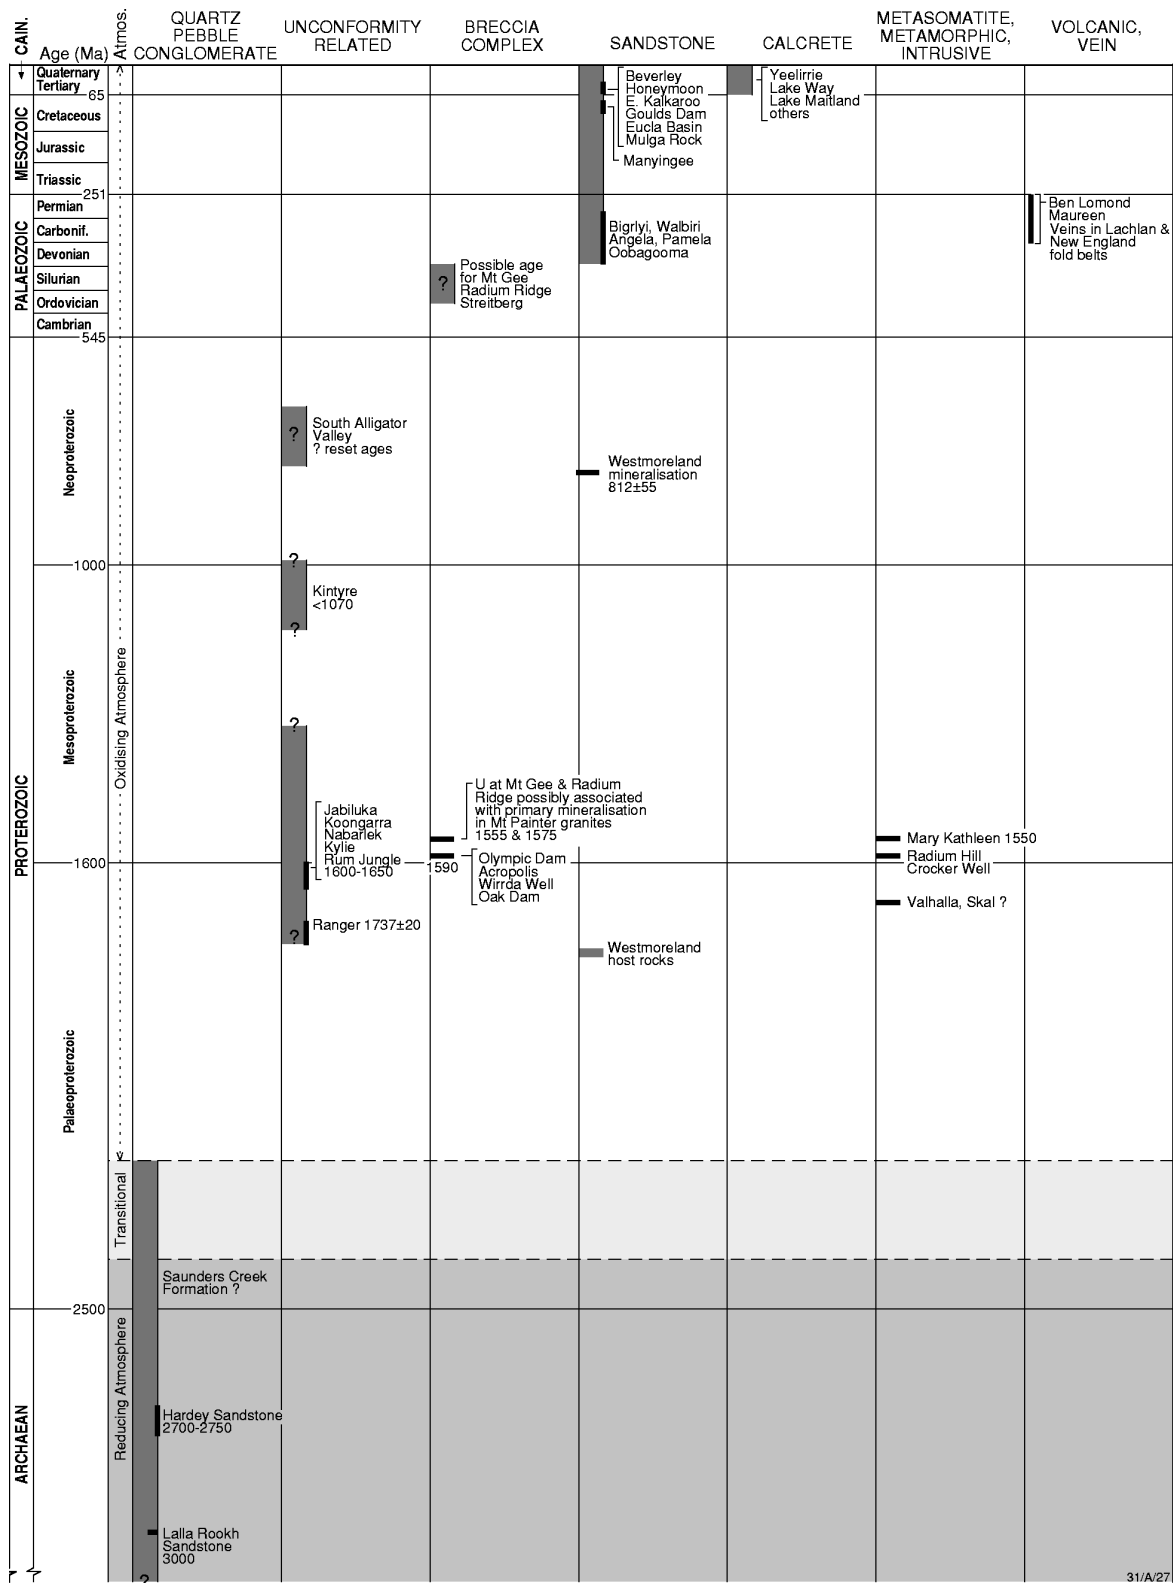 CAIN.
Age (Ma)
Atmos.
QUARTZ
PEBBLE
CONGLOMERATE
UNCONFORMITY
RELATED
BRECCIA
COMPLEX
SANDSTONE
CALCRETE
METASOMATITE,
METAMORPHIC,
INTRUSIVE
VOLCANIC,
VEIN
Quaternary
Tertiary
65
MESOZOIC
Cretaceous
Jurassic
Triassic
251
PALAEOZOIC
Permian
Carbonif.
Devonian
Silurian
Ordovician
Cambrian
545
Beverley
Honeymoon
E. Kalkaroo
Goulds Dam
Eucla Basin
Mulga Rock
Manyingee
Yeelirrie
Lake Way
Lake Maitland
others
Bigrlyi, Walbiri
Angela, Pamela
Oobagooma
Ben Lomond
Maureen
Veins in Lachlan &
New England
fold belts
?
Possible age
for Mt Gee
Radium Ridge
Streitberg
PROTEROZOIC
Neoproterozoic
?
South Alligator
Valley
? reset ages
Westmoreland
mineralisation
812±55
1000
?
Kintyre
<1070
?
Mesoproterozoic
Oxidising Atmosphere
?
Jabiluka
Koongarra
Nabarlek
Kylie
Rum Jungle
1600-1650
U at Mt Gee & Radium
Ridge possibly associated
with primary mineralisation
in Mt Painter granites
1555 & 1575
1590
Olympic Dam
Acropolis
Wirrda Well
Oak Dam
Mary Kathleen 1550
Radium Hill
Crocker Well
Valhalla, Skal ?
1600
?
Ranger 1737±20
Westmoreland
host rocks
Palaeoproterozoic
Transitional
Saunders Creek
Formation ?
2500
ARCHAEAN
Reducing Atmosphere
Hardey Sandstone
2700-2750
Lalla Rookh
Sandstone
3000
?
31/A/27